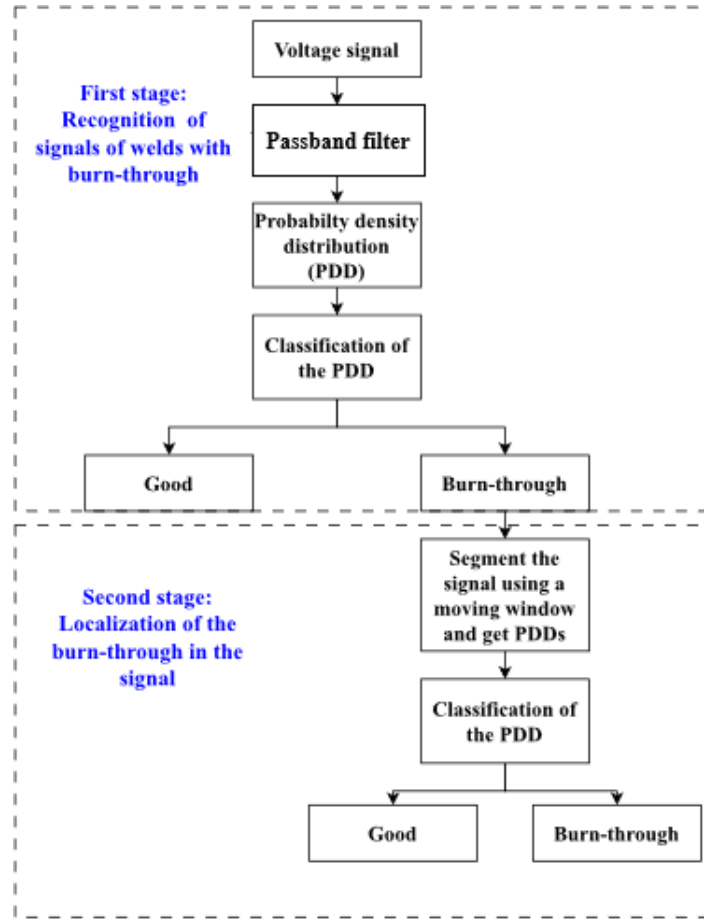 Voltage signal
First stage:
Recognition of
signals of welds with
burn-through
Passband filter
Probabilty density
distribution
(PDD)
Classification of
the PDD
Good
Burn-through
Segment the
signal using a
moving window
and get PDDs
Second stage:
Localization of the
burn-through in the
signal
Classification of
the PDD
Good
Burn-through